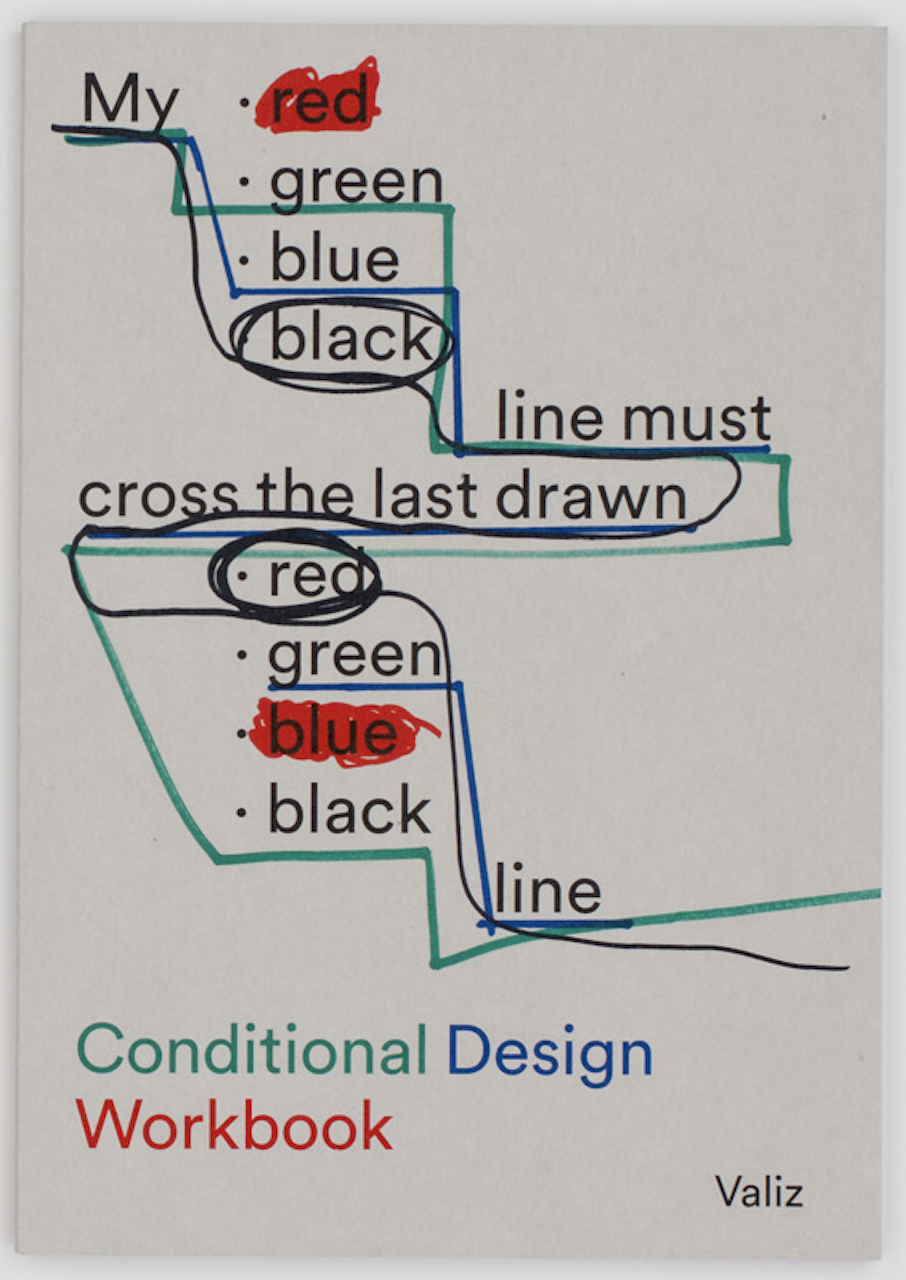 My · red
· green
· blue
· black
line must
cross the last drawn
· red
· green
· blue
· black
line
Conditional Design
Workbook
Valiz